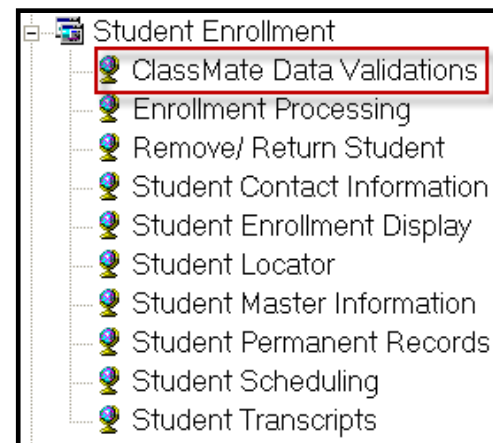 Student Enrollment
ClassMate Data Validations
Enrollment Processing
Remove/ Return Student
Student Contact Information
Student Enrollment Display
Student Locator
Student Master Information
Student Permanent Records
Student Scheduling
Student Transcripts